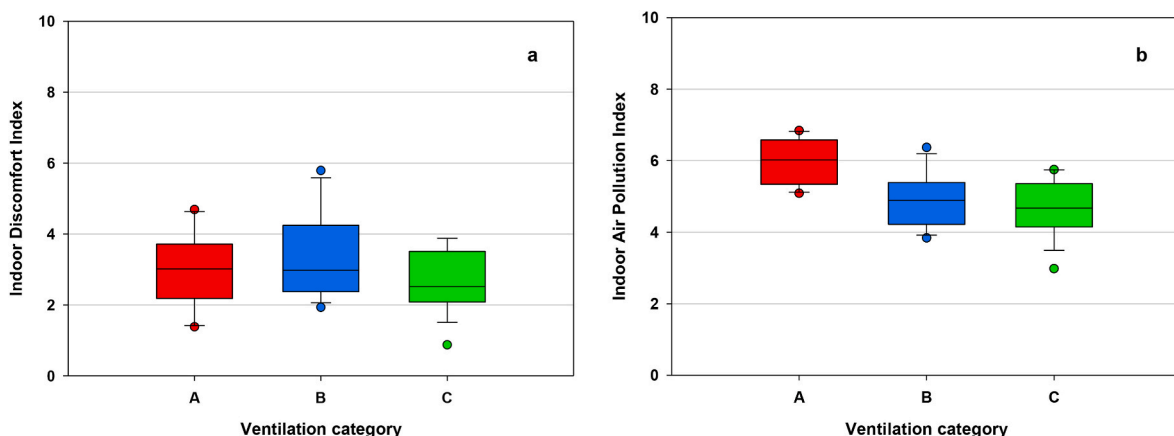 a
Indoor Discomfort Index
10
8
6
4
2
0
A B C
Ventilation category
b
Indoor Air Pollution Index
10
8
6
4
2
0
A B C
Ventilation category